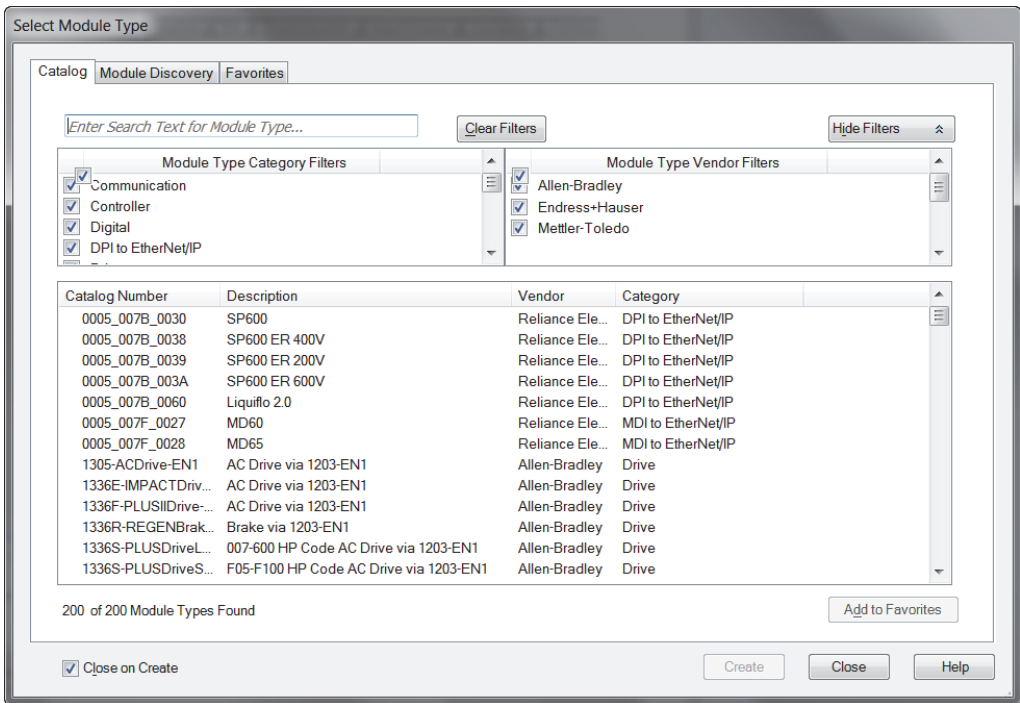 Select Module Type
Catalog Module Discovery Favorites
Enter Search Text for Module Type... Clear Filters Hide Filters
Module Type Category Filters Module Type Vendor Filters
Communication Allen-Bradley
Controller Endress+Hauser
Digital Mettler-Toledo
DPI to EtherNet/IP
Catalog Number Description Vendor Category
0005_007B_0030 SP600 Reliance Ele... DPI to EtherNet/IP
0005_007B_0038 SP600 ER 400V Reliance Ele... DPI to EtherNet/IP
0005_007B_0039 SP600 ER 200V Reliance Ele... DPI to EtherNet/IP
0005_007B_003A SP600 ER 600V Reliance Ele... DPI to EtherNet/IP
0005_007B_0060 Liquiflo 2.0 Reliance Ele... DPI to EtherNet/IP
0005_007F_0027 MD60 Reliance Ele... MDI to EtherNet/IP
0005_007F_0028 MD65 Reliance Ele... MDI to EtherNet/IP
1305-ACDrive-EN1 AC Drive via 1203-EN1 Allen-Bradley Drive
1336E-IMPACTDriv... AC Drive via 1203-EN1 Allen-Bradley Drive
1336F-PLUSIIDrive-... AC Drive via 1203-EN1 Allen-Bradley Drive
1336R-REGENBrak... Brake via 1203-EN1 Allen-Bradley Drive
1336S-PLUSDriveL... 007-600 HP Code AC Drive via 1203-EN1 Allen-Bradley Drive
1336S-PLUSDriveS... F05-F100 HP Code AC Drive via 1203-EN1 Allen-Bradley Drive
200 of 200 Module Types Found Add to Favorites
Close on Create Create Close Help